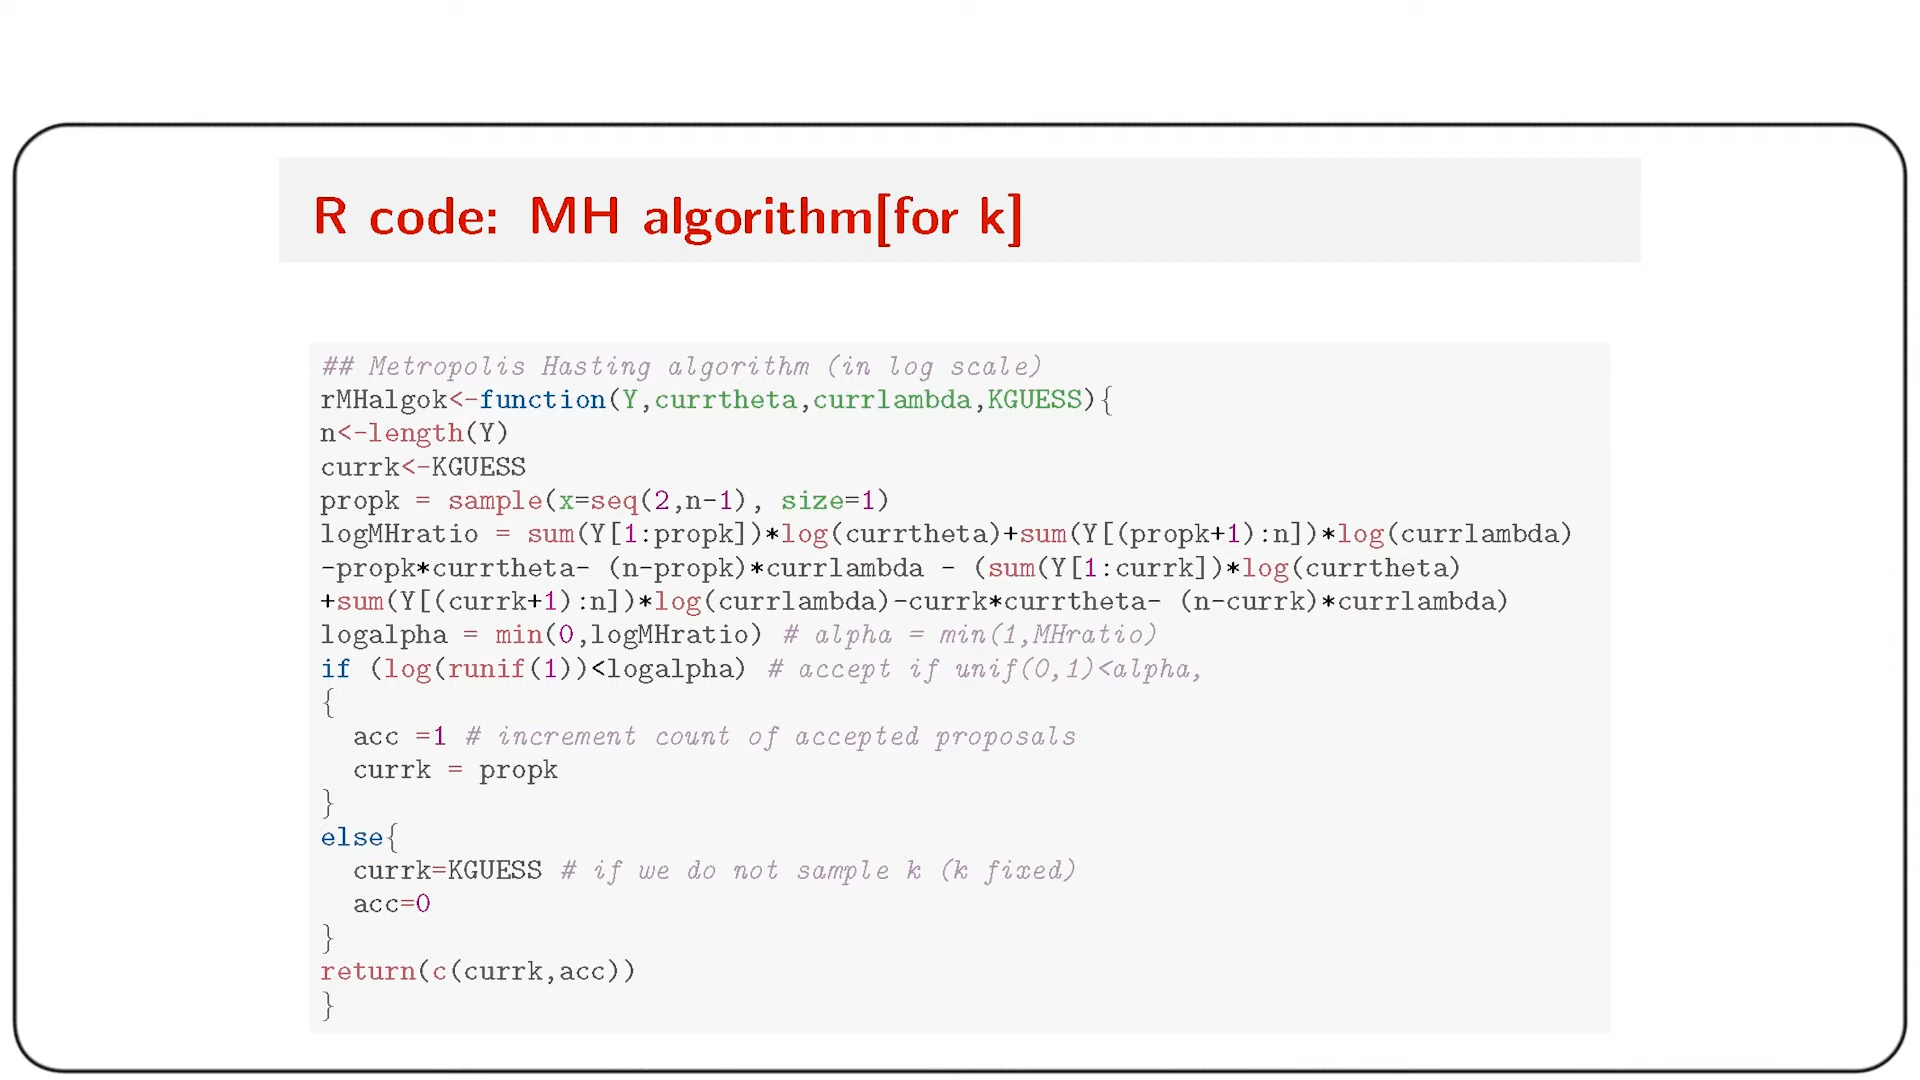 R code: MH algorithm[for k]
## Metropolis Hasting algorithm (in log scale)
rMHalgok<-function(Y,currtheta,currlambda,KGUESS){
n<-length(Y)
currk<-KGUESS
propk = sample(x=seq(2,n-1), size=1)
logMHratio = sum(Y[1:propk])*log(currtheta)+sum(Y[(propk+1):n])*log(currlambda)
-propk*currtheta- (n-propk)*currlambda - (sum(Y[1:currk])*log(currtheta)
+sum(Y[(currk+1):n])*log(currlambda)-currk*currtheta- (n-currk)*currlambda)
logalpha = min(0,logMHratio) # alpha = min(1,MHratio)
if (log(runif(1))<logalpha) # accept if unif(0,1)<alpha,
{
acc =1 # increment count of accepted proposals
currk = propk
}
else{
currk=KGUESS # if we do not sample k (k fixed)
acc=0
}
return(c(currk,acc))
}